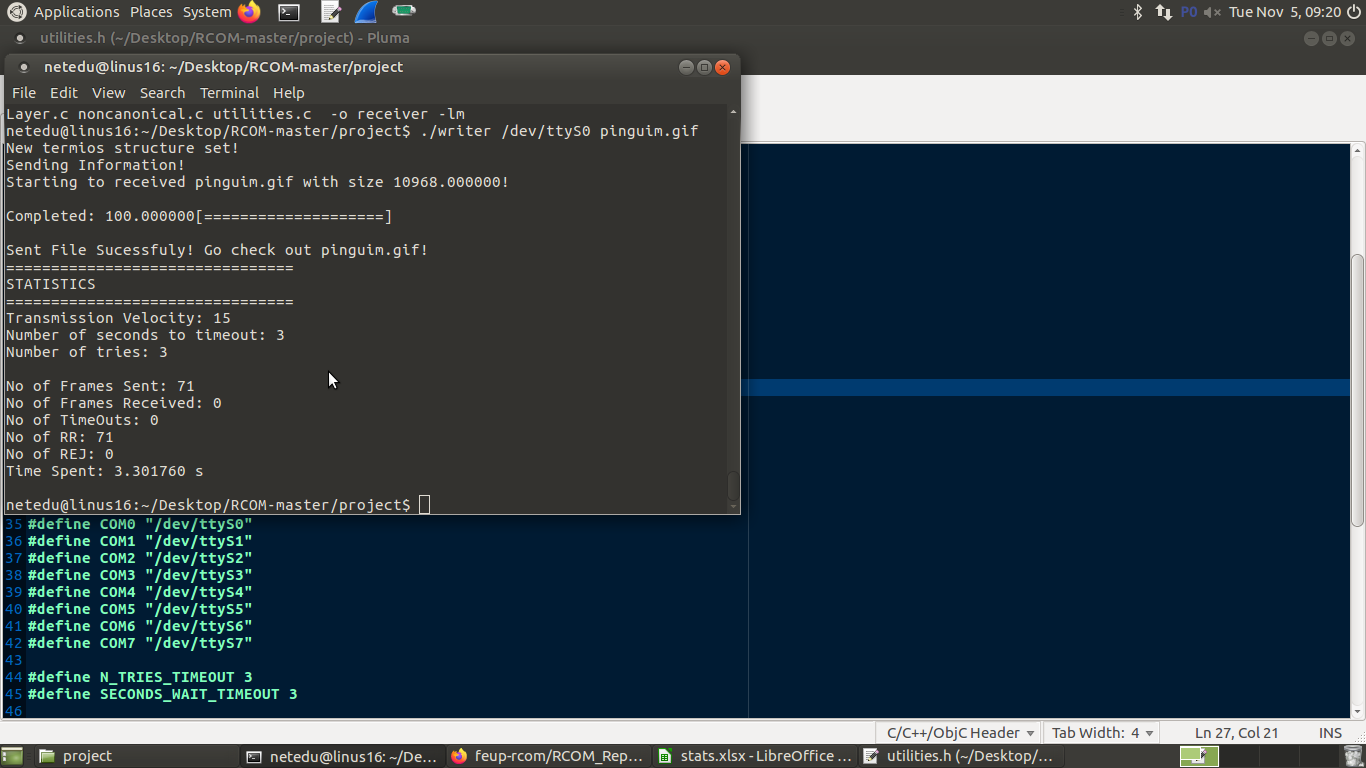 Applications Places System
P0 Tue Nov 5, 09:20
utilities.h (~/Desktop/RCOM-master/project) - Pluma
netedu@linus16: ~/Desktop/RCOM-master/project
File Edit View Search Terminal Help
Layer.c noncanonical.c utilities.c  -o receiver -lm
netedu@linus16:~/Desktop/RCOM-master/project$ ./writer /dev/ttyS0 pinguim.gif
New termios structure set!
Sending Information!
Starting to received pinguim.gif with size 10968.000000!
Completed: 100.000000[====================]
Sent File Sucessfuly! Go check out pinguim.gif!
================================
STATISTICS
================================
Transmission Velocity: 15
Number of seconds to timeout: 3
Number of tries: 3
No of Frames Sent: 71
No of Frames Received: 0
No of TimeOuts: 0
No of RR: 71
No of REJ: 0
Time Spent: 3.301760 s
netedu@linus16:~/Desktop/RCOM-master/project$
35 #define COM0 "/dev/ttyS0"
36 #define COM1 "/dev/ttyS1"
37 #define COM2 "/dev/ttyS2"
38 #define COM3 "/dev/ttyS3"
39 #define COM4 "/dev/ttyS4"
40 #define COM5 "/dev/ttyS5"
41 #define COM6 "/dev/ttyS6"
42 #define COM7 "/dev/ttyS7"
43
44 #define N_TRIES_TIMEOUT 3
45 #define SECONDS_WAIT_TIMEOUT 3
46
C/C++/ObjC Header Tab Width: 4 Ln 27, Col 21 INS
project netedu@linus16: ~/De... feup-rcom/RCOM_Rep... stats.xlsx - LibreOffice ... utilities.h (~/Desktop/...